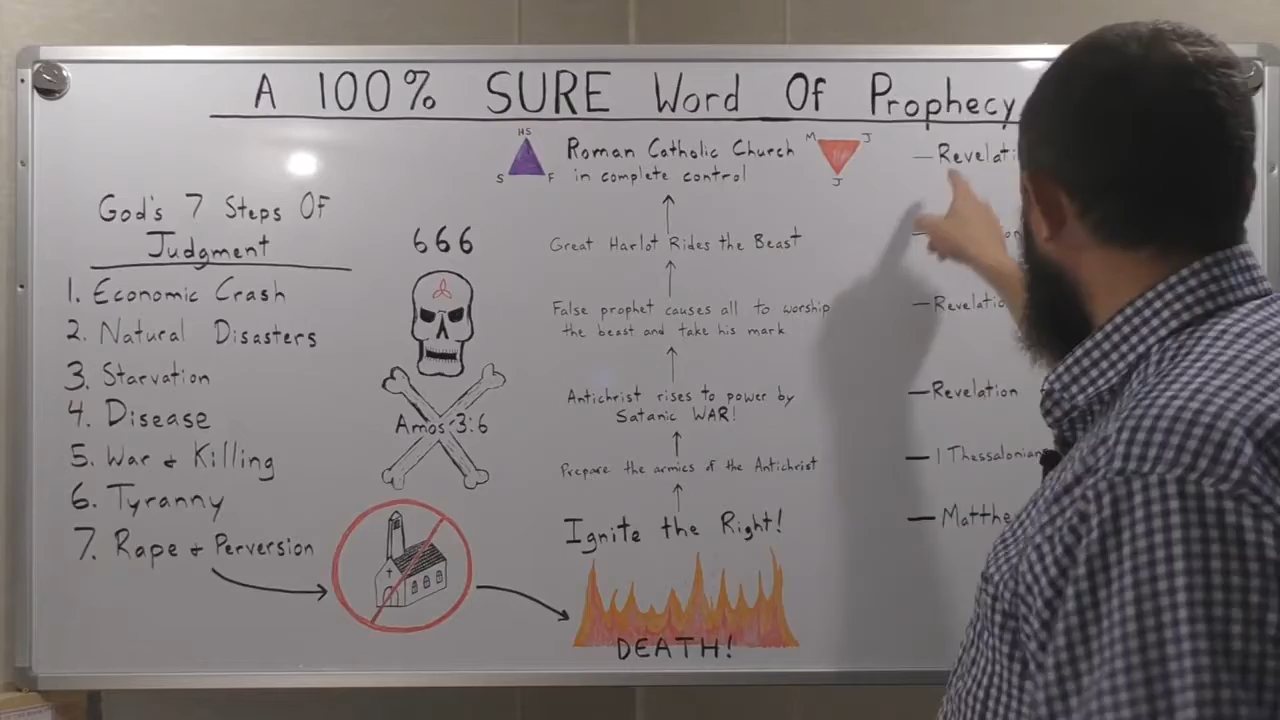 A 100% SURE Word Of Prophecy
God's 7 Steps Of
Judgment
1. Economic Crash
2. Natural Disasters
3. Starvation
4. Disease
5. War & Killing
6. Tyranny
7. Rape & Perversion
666
Amos 3:6
HS
S F
Roman Catholic Church
in complete control
M J
J
Great Harlot Rides the Beast
False prophet causes all to worship
the beast and take his mark
Antichrist rises to power by
Satanic WAR!
Prepare the armies of the Antichrist
Ignite the Right!
DEATH!
— Revelati
— Revelatio
— Revelation
— 1 Thessalonians
— Matthe